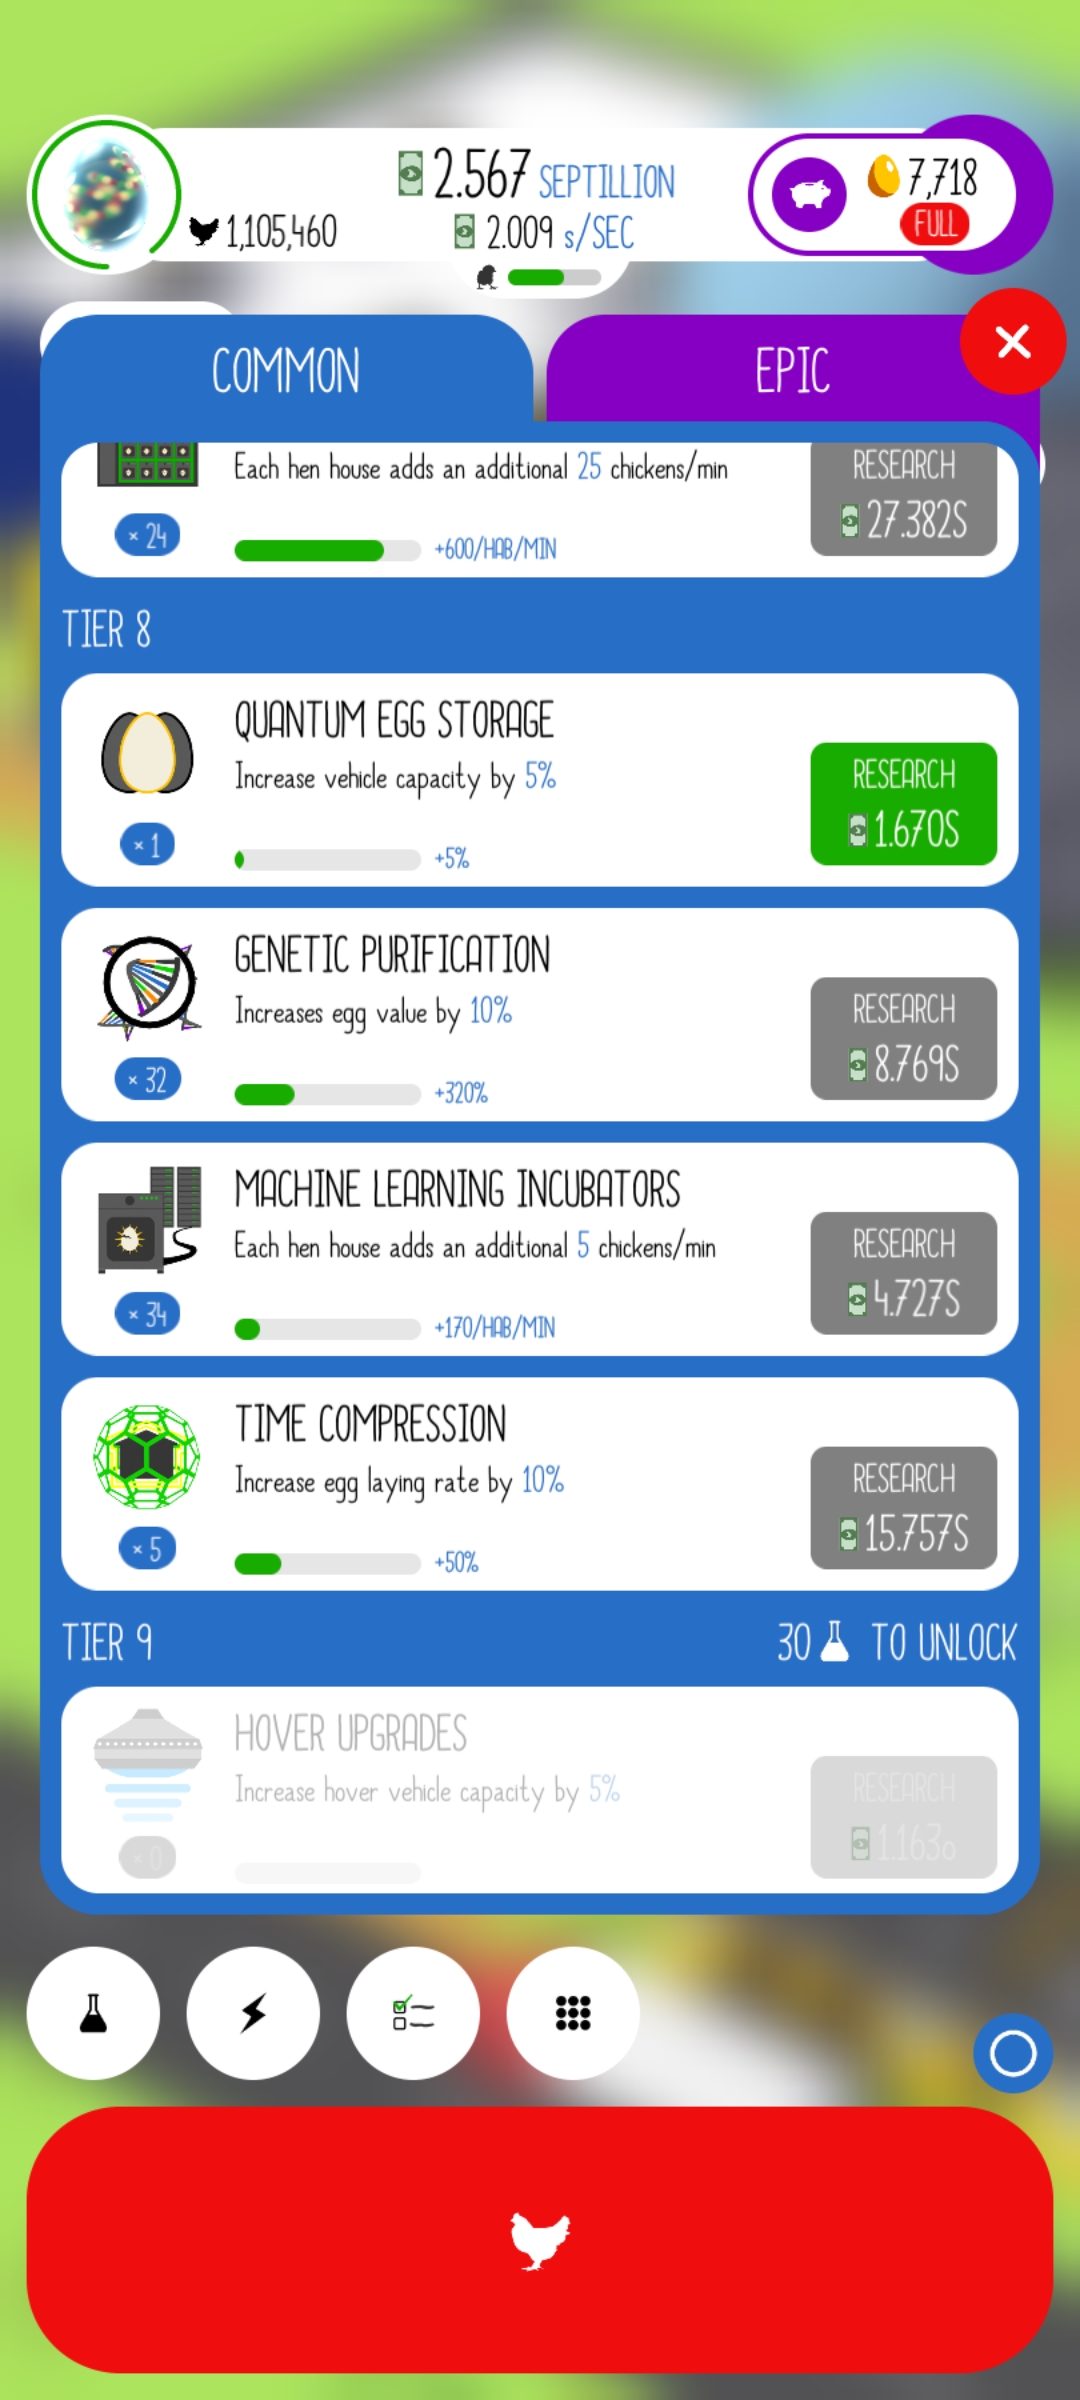 2.567 SEPTILLION
1,105,460
2.009 s/SEC
7,718
FULL
COMMON
EPIC
Each hen house adds an additional 25 chickens/min
RESEARCH
27.382S
× 24
+600/HAB/MIN
TIER 8
QUANTUM EGG STORAGE
Increase vehicle capacity by 5%
RESEARCH
1.670S
× 1
+5%
GENETIC PURIFICATION
Increases egg value by 10%
RESEARCH
8.769S
× 32
+320%
MACHINE LEARNING INCUBATORS
Each hen house adds an additional 5 chickens/min
RESEARCH
4.727S
× 34
+170/HAB/MIN
TIME COMPRESSION
Increase egg laying rate by 10%
RESEARCH
15.757S
× 5
+50%
TIER 9
30 TO UNLOCK
HOVER UPGRADES
Increase hover vehicle capacity by 5%
RESEARCH
1.163o
× 0